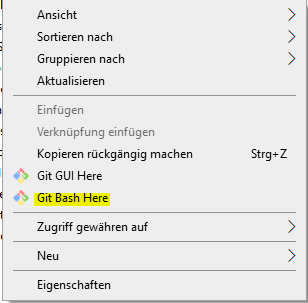 Ansicht
Sortieren nach
Gruppieren nach
Aktualisieren
Einfügen
Verknüpfung einfügen
Kopieren rückgängig machen Strg+Z
Git GUI Here
Git Bash Here
Zugriff gewähren auf
Neu
Eigenschaften